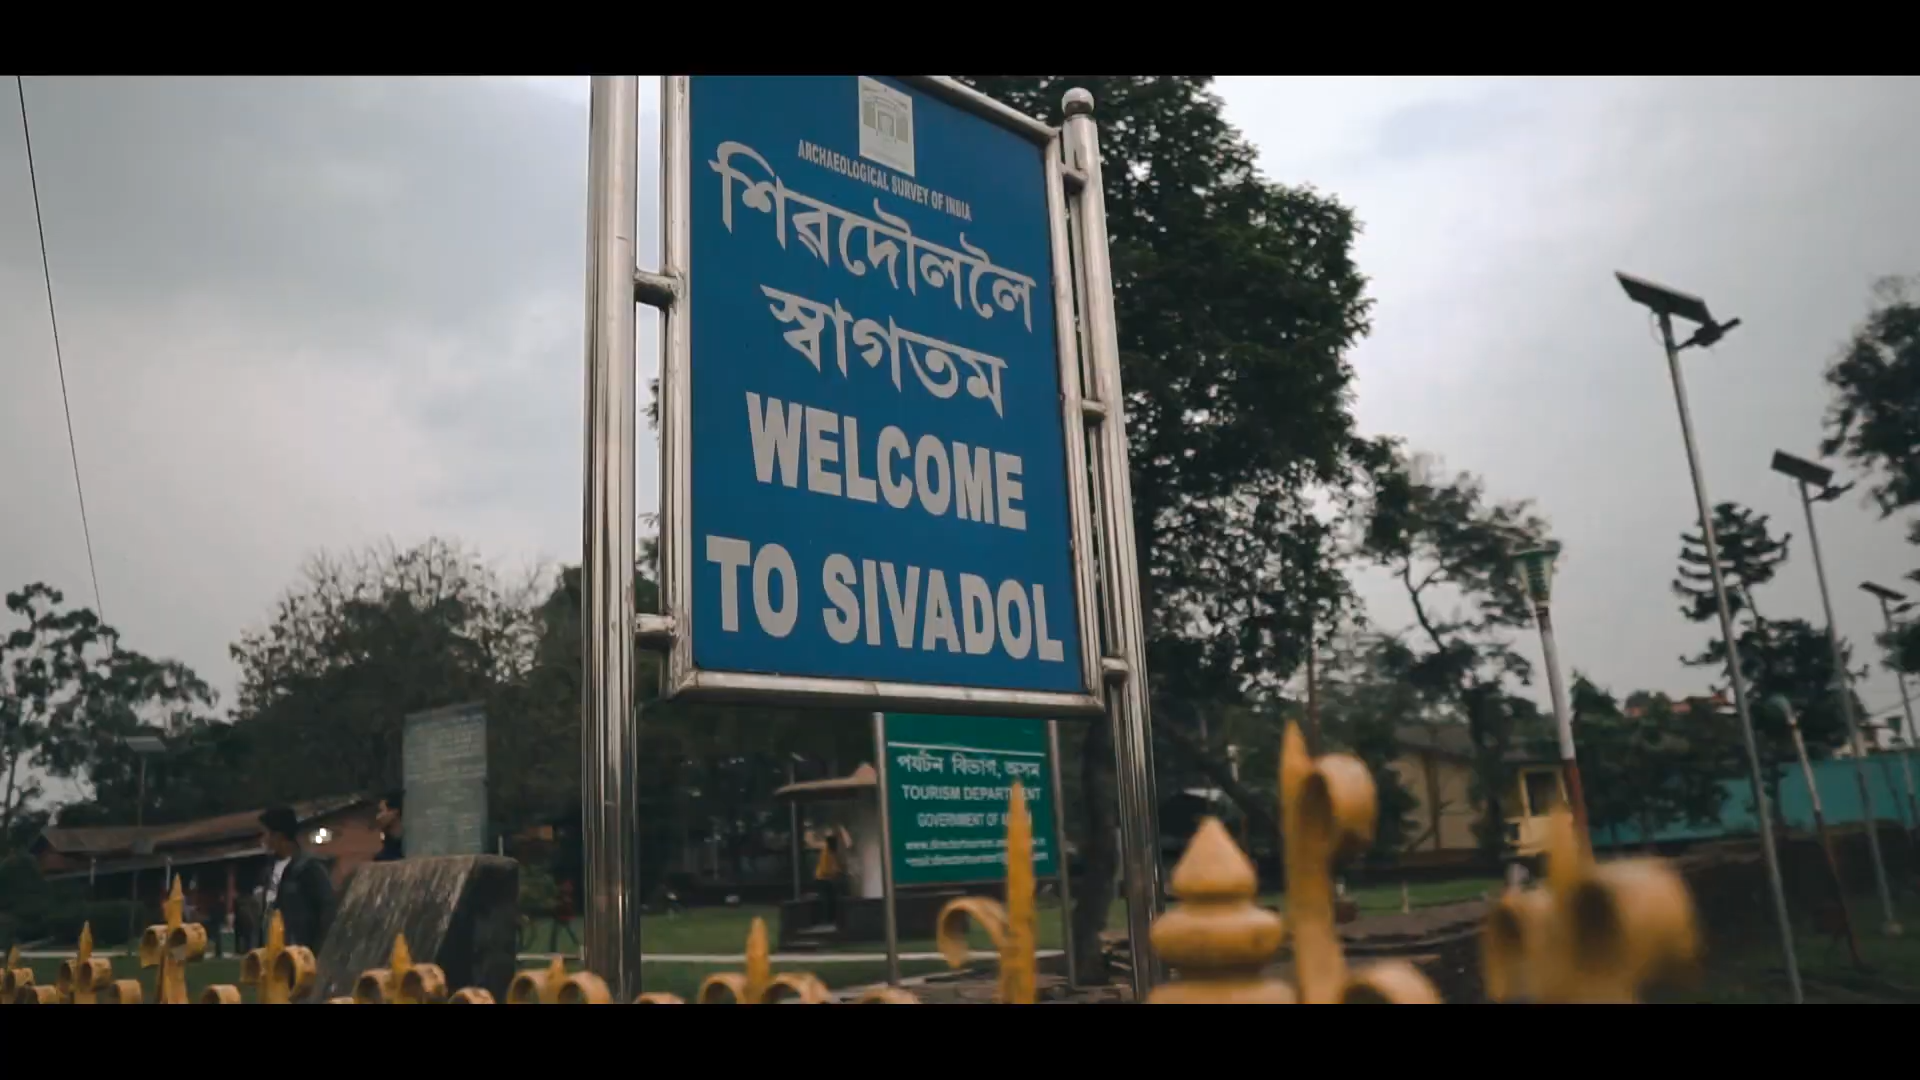 ARCHAEOLOGICAL SURVEY OF INDIA
শিৱদৌললৈ
স্বাগতম
WELCOME
TO SIVADOL
পৰ্যটন বিভাগ, অসম
TOURISM DEPARTMENT
GOVERNMENT OF